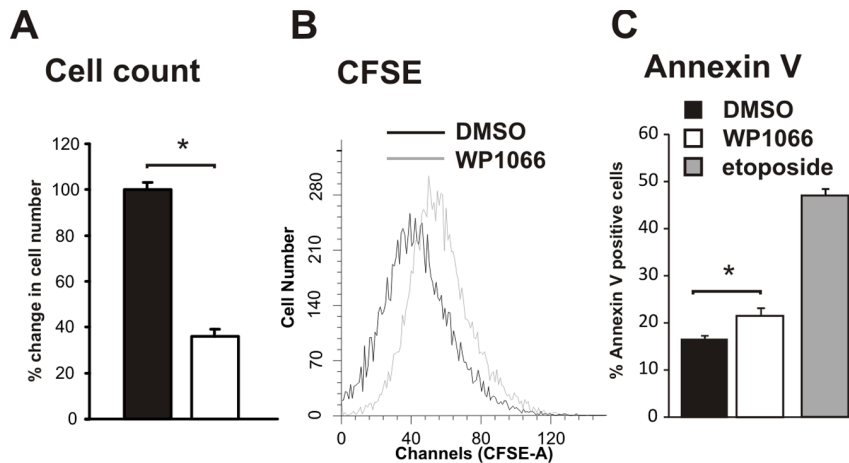 A
Cell count
% change in cell number
120
100
80
60
40
20
0
*
B
CFSE
DMSO
WP1066
Cell Number
280
210
140
70
0
0 40 80 120
Channels (CFSE-A)
C
Annexin V
DMSO
WP1066
etoposide
% Annexin V positive cells
60
50
40
30
20
10
0
*